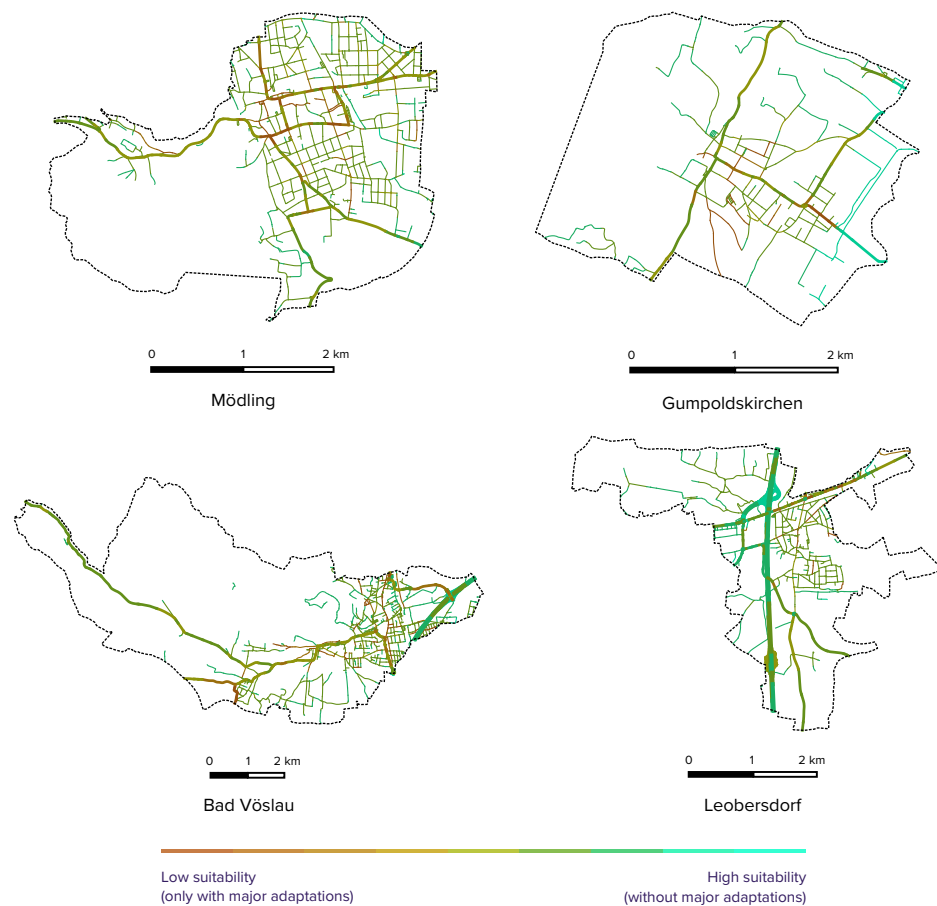 0 1 2 km
Mödling
0 1 2 km
Gumpoldskirchen
0 1 2 km
Bad Vöslau
0 1 2 km
Leobersdorf
Low suitability
(only with major adaptations)
High suitability
(without major adaptations)